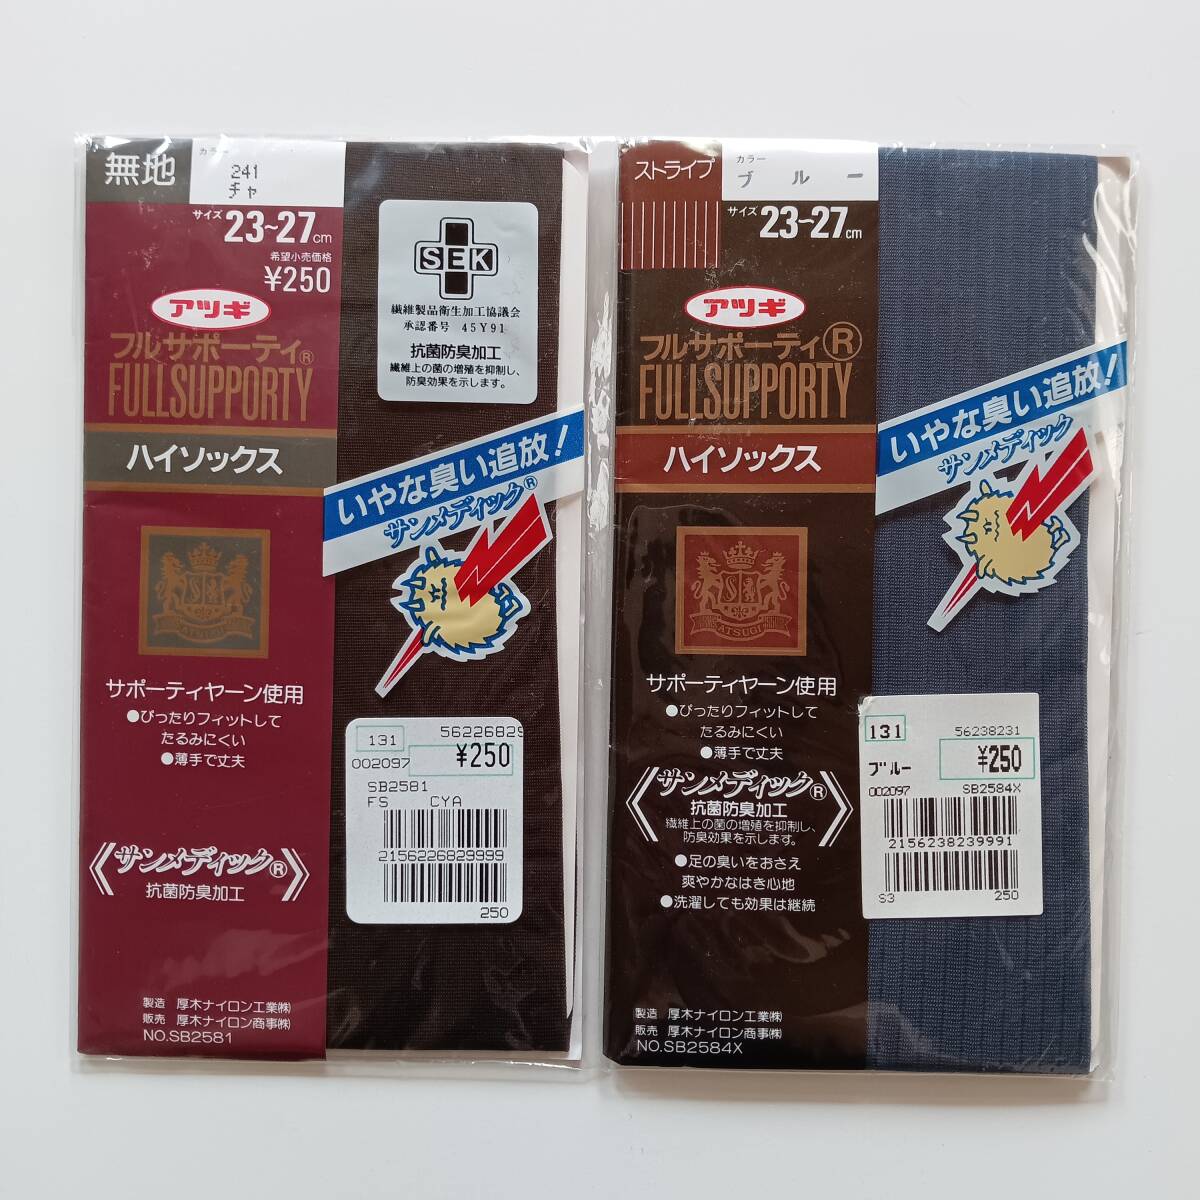 無地
カラー
241
チャ
サイズ 23~27cm
希望小売価格
¥250
アツギ
フルサポーティ®
FULLSUPPORTY
ハイソックス
ATSUGI
サポーティヤーン使用
●ぴったりフィットして
たるみにくい
●薄手で丈夫
サンメディック®
抗菌防臭加工
製造 厚木ナイロン工業㈱
販売 厚木ナイロン商事㈱
NO.SB2581
SEK
繊維製品衛生加工協議会
承認番号 45Y91
抗菌防臭加工
繊維上の菌の増殖を抑制し、
防臭効果を示します。
いやな臭い追放!
サンメディック®
131 5622682
002097 ¥250
SB2581
FS CYA
2156226829999
250
ストライプ
カラー
ブルー
サイズ 23~27cm
アツギ
フルサポーティ®
FULLSUPPORTY
ハイソックス
ATSUGI
サポーティヤーン使用
●ぴったりフィットして
たるみにくい
●薄手で丈夫
サンメディック®
抗菌防臭加工
繊維上の菌の増殖を抑制し、
防臭効果を示します。
●足の臭いをおさえ
爽やかなはき心地
●洗濯しても効果は継続
製造 厚木ナイロン工業㈱
販売 厚木ナイロン商事㈱
NO.SB2584X
いやな臭い追放!
サンメディック
131 56238231
ブルー ¥250
002097 SB2584X
2156238239991
S3 250